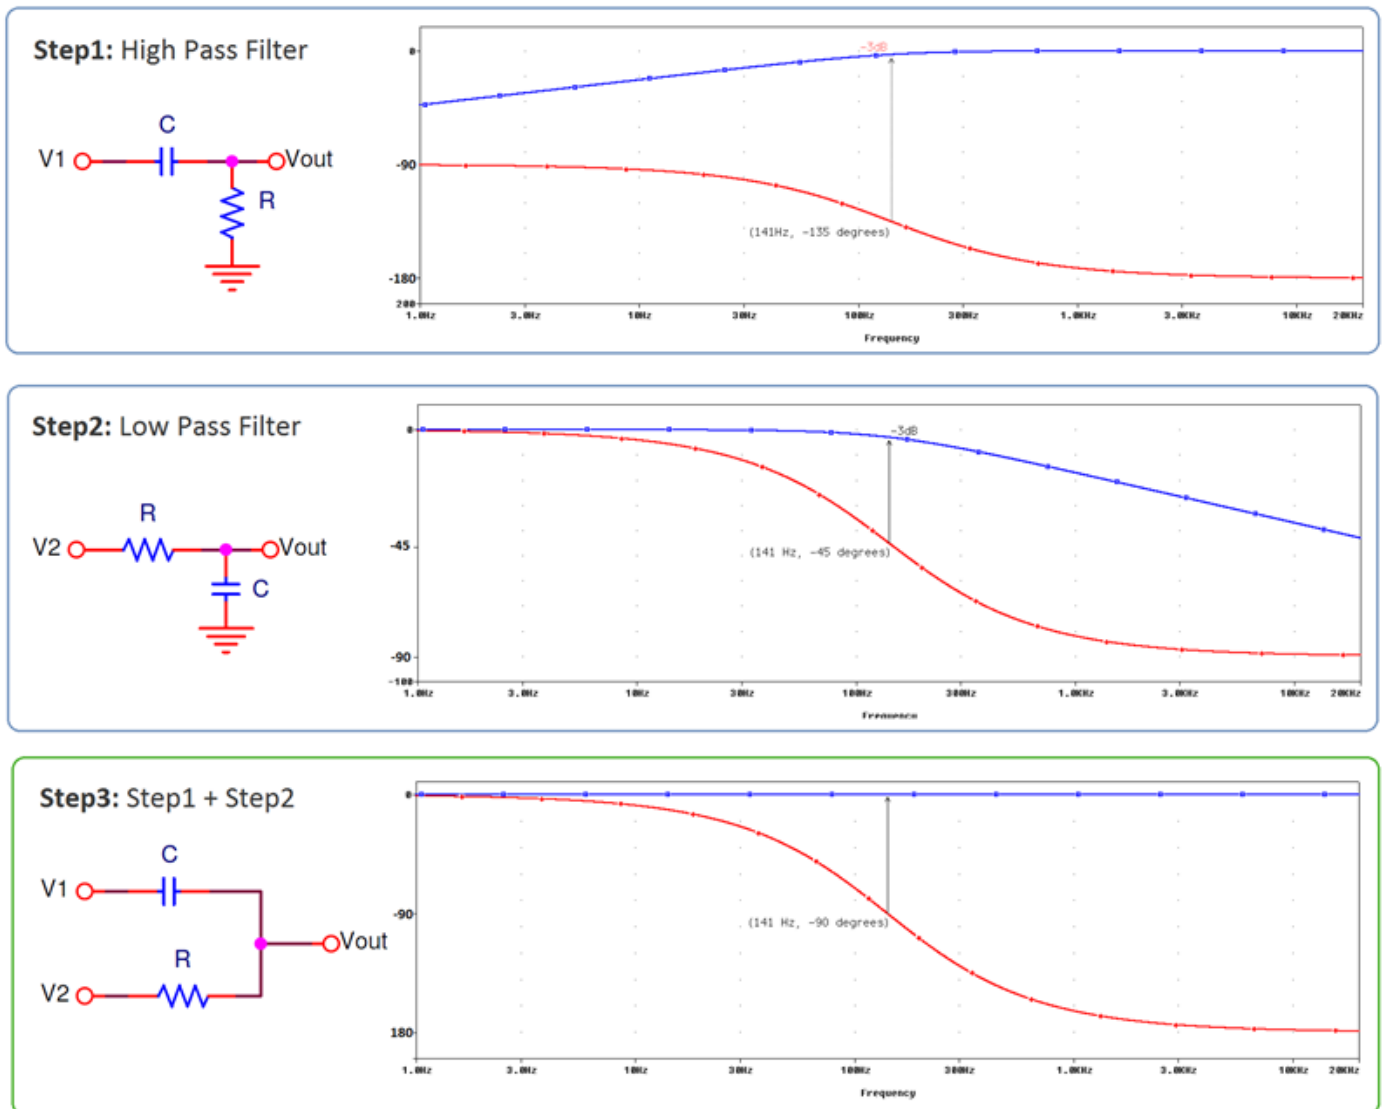 Step1: High Pass Filter
C
V1
Vout
R
0
-3dB
-90
(141Hz, -135 degrees)
-180
200
1.0Hz 3.0Hz 10Hz 30Hz 100Hz 300Hz 1.0KHz 3.0KHz 10KHz 20KHz
Frequency
Step2: Low Pass Filter
R
V2
Vout
C
0
-3dB
-45
(141 Hz, -45 degrees)
-90
-100
1.0Hz 3.0Hz 10Hz 30Hz 100Hz 300Hz 1.0KHz 3.0KHz 10KHz 20KHz
Frequency
Step3: Step1 + Step2
C
V1
Vout
R
V2
0
-90
(141 Hz, -90 degrees)
180
1.0Hz 3.0Hz 10Hz 30Hz 100Hz 300Hz 1.0KHz 3.0KHz 10KHz 20KHz
Frequency